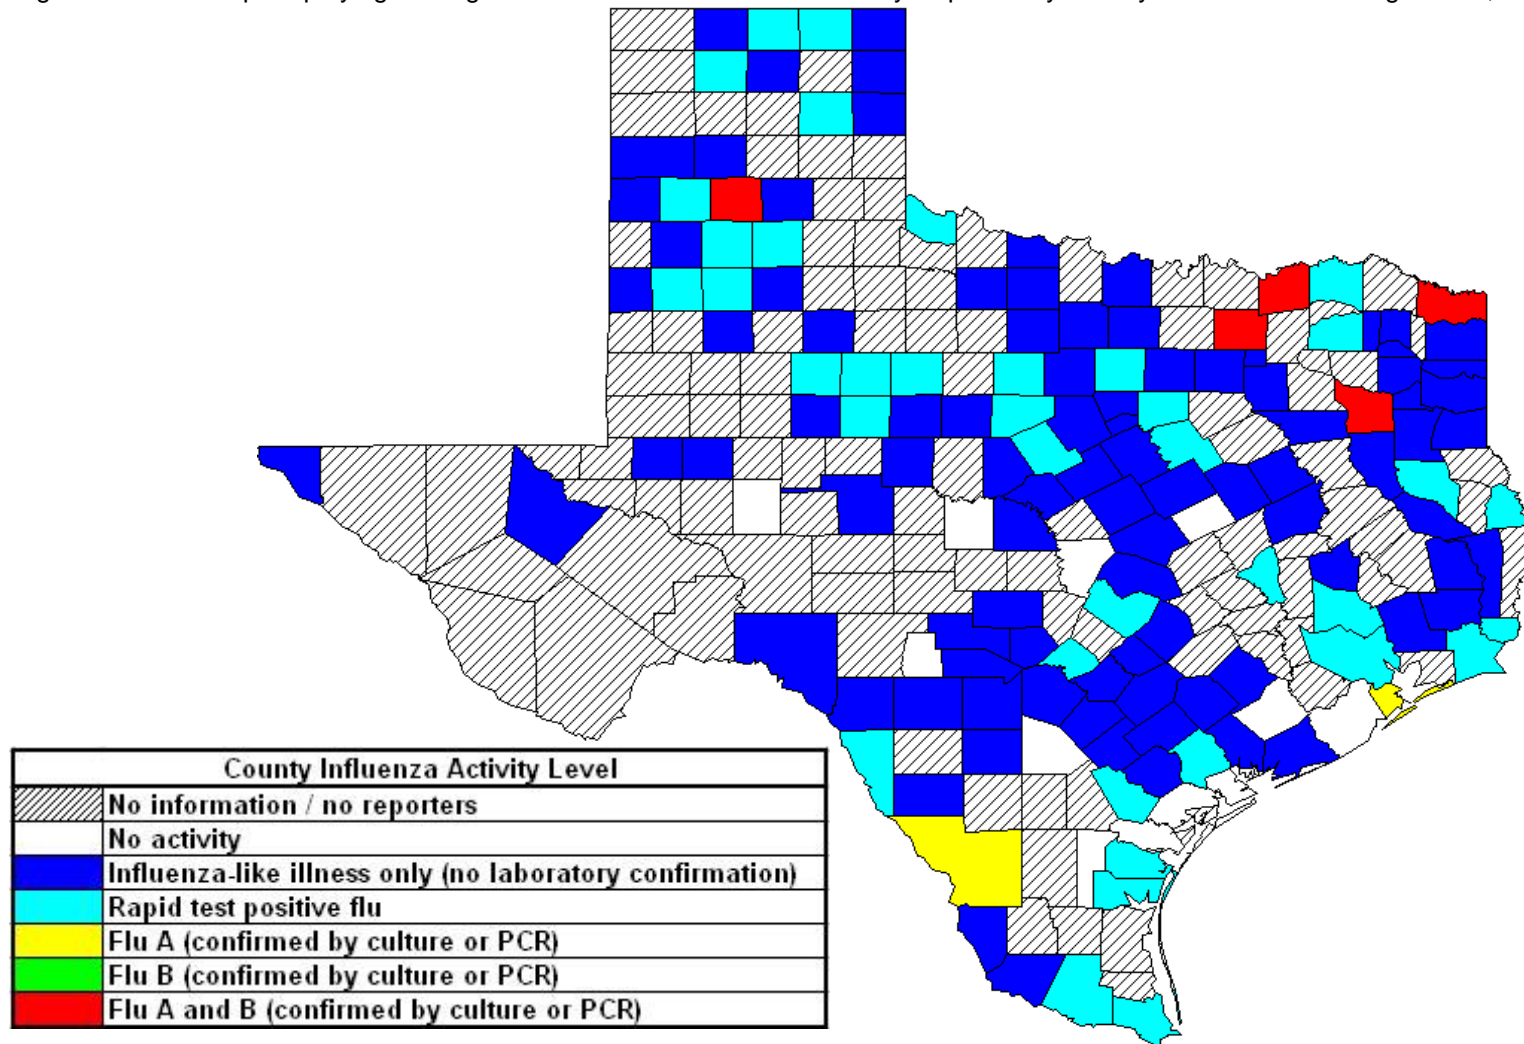 County Influenza Activity Level
No information / no reporters
No activity
Influenza-like illness only (no laboratory confirmation)
Rapid test positive flu
Flu A (confirmed by culture or PCR)
Flu B (confirmed by culture or PCR)
Flu A and B (confirmed by culture or PCR)